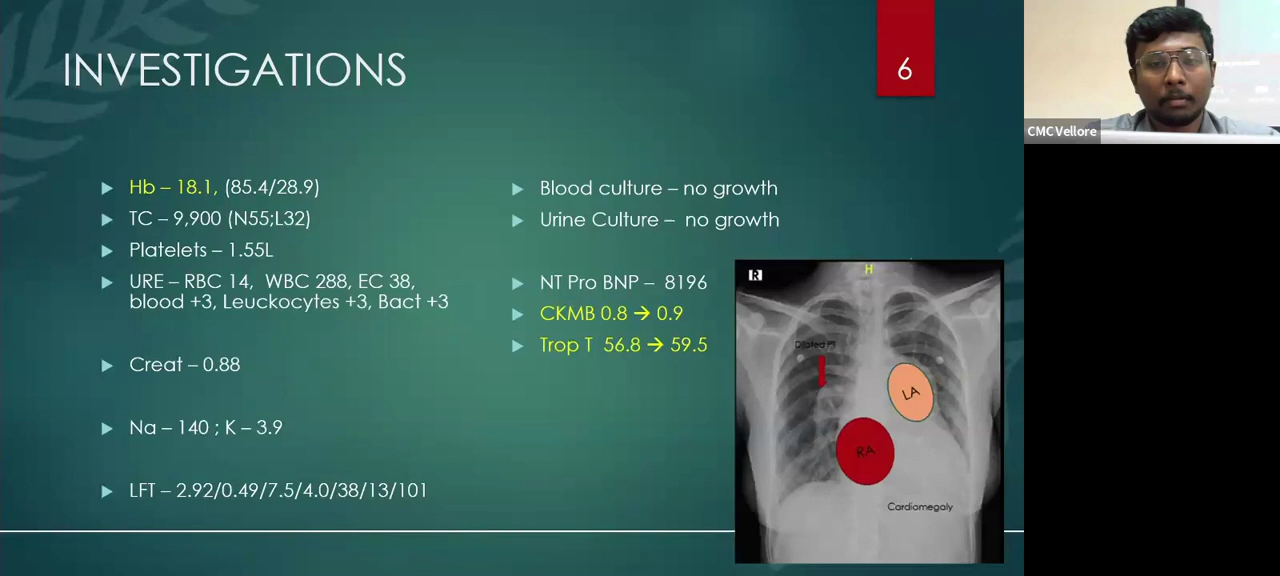 INVESTIGATIONS
6
CMC Vellore
Hb – 18.1, (85.4/28.9)
TC – 9,900 (N55;L32)
Platelets – 1.55L
URE – RBC 14, WBC 288, EC 38,
blood +3, Leuckocytes +3, Bact +3
Creat – 0.88
Na – 140 ; K – 3.9
LFT – 2.92/0.49/7.5/4.0/38/13/101
Blood culture – no growth
Urine Culture – no growth
NT Pro BNP – 8196
CKMB 0.8 → 0.9
Trop T 56.8 → 59.5
R
H
Dilated
LA
RA
Cardiomegaly